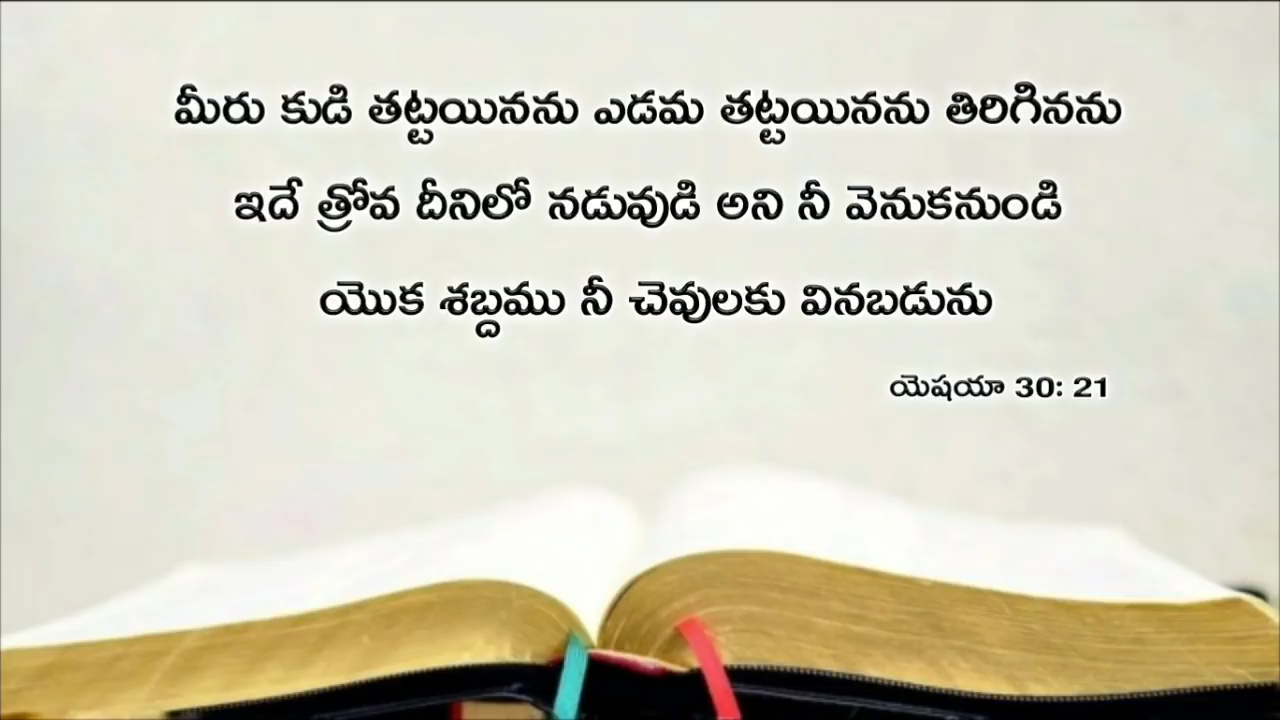 మీరు కుడి తట్టయినను ఎడమ తట్టయినను తిరిగినను
ఇదే త్రోవ దీనిలో నడువుడి అని నీ వెనుకనుండి
యొక శబ్దము నీ చెవులకు వినబడును
యెషయా 30: 21